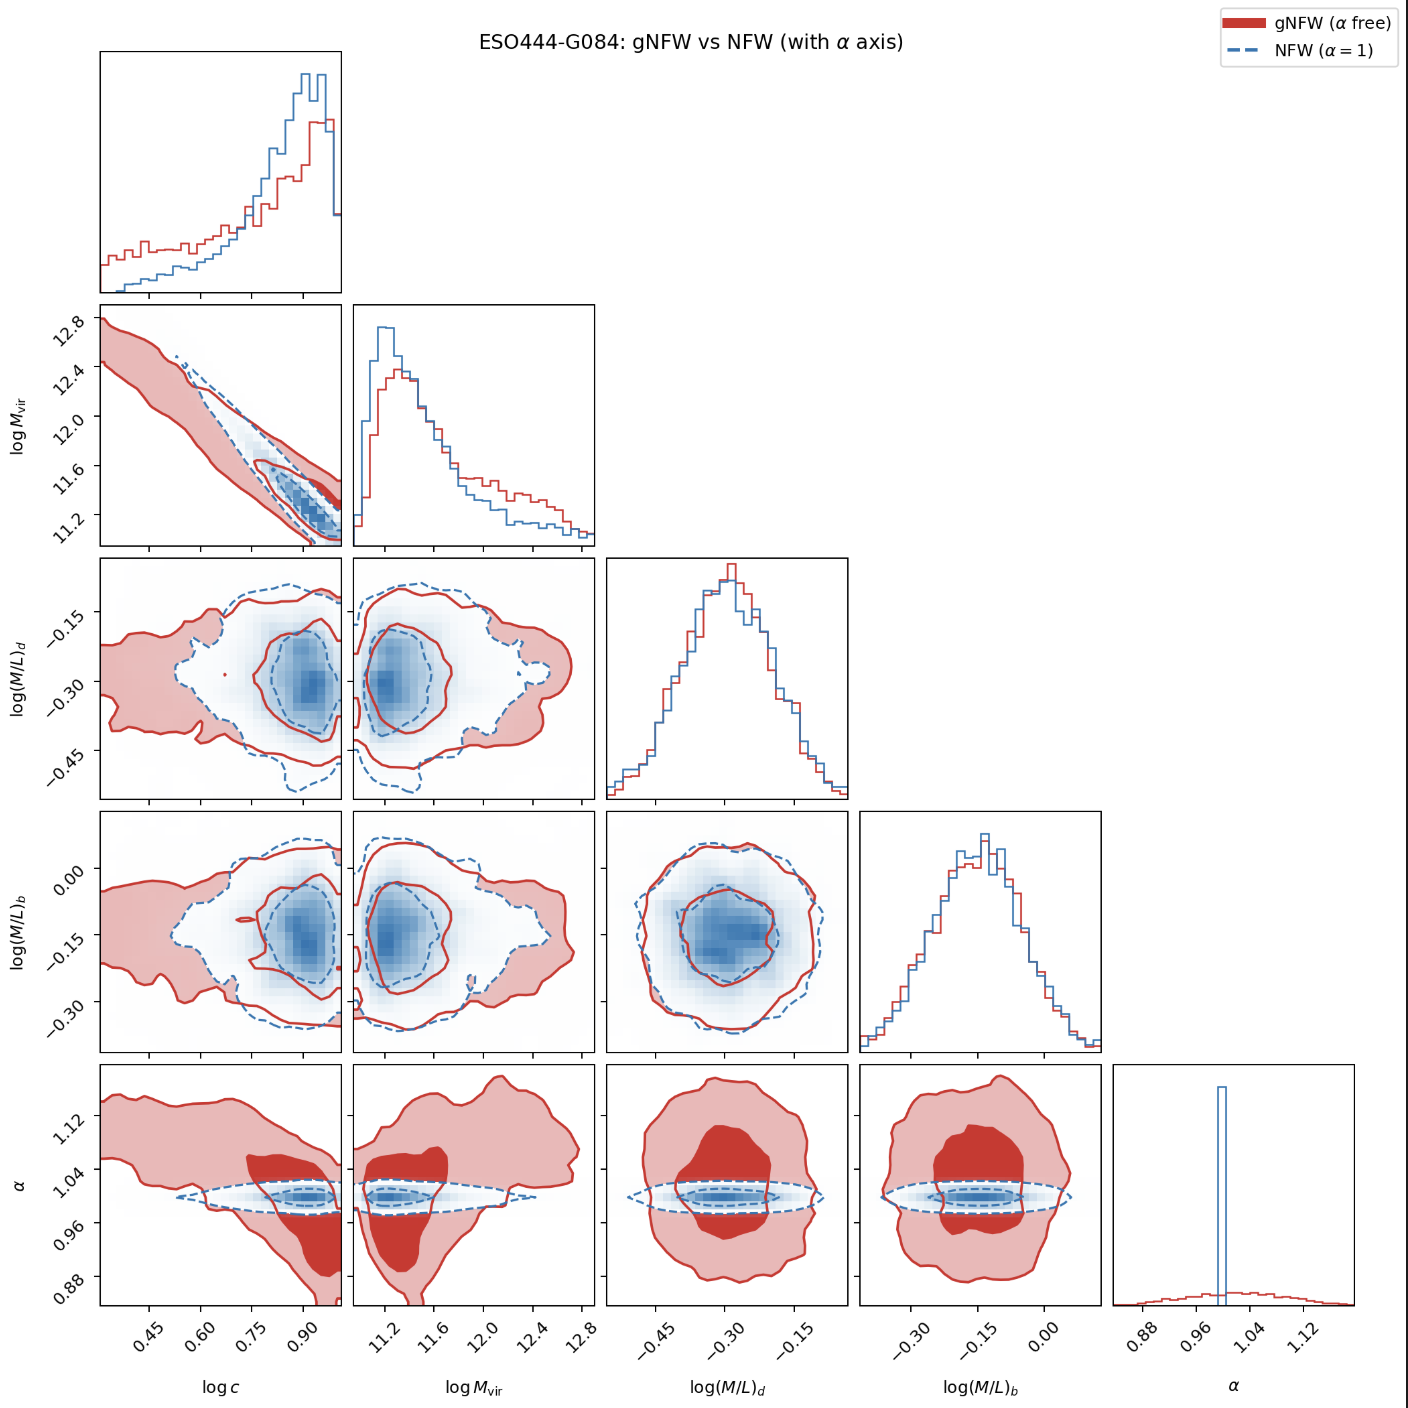 ESO444-G084: gNFW vs NFW (with α axis)
gNFW (α free)
NFW (α = 1)
log M_vir
12.8
12.4
12.0
11.6
11.2
log(M/L)_d
−0.15
−0.30
−0.45
log(M/L)_b
0.00
−0.15
−0.30
α
1.12
1.04
0.96
0.88
0.45 0.60 0.75 0.90
11.2 11.6 12.0 12.4 12.8
−0.45 −0.30 −0.15
−0.30 −0.15 0.00
0.88 0.96 1.04 1.12
log c
log M_vir
log(M/L)_d
log(M/L)_b
α